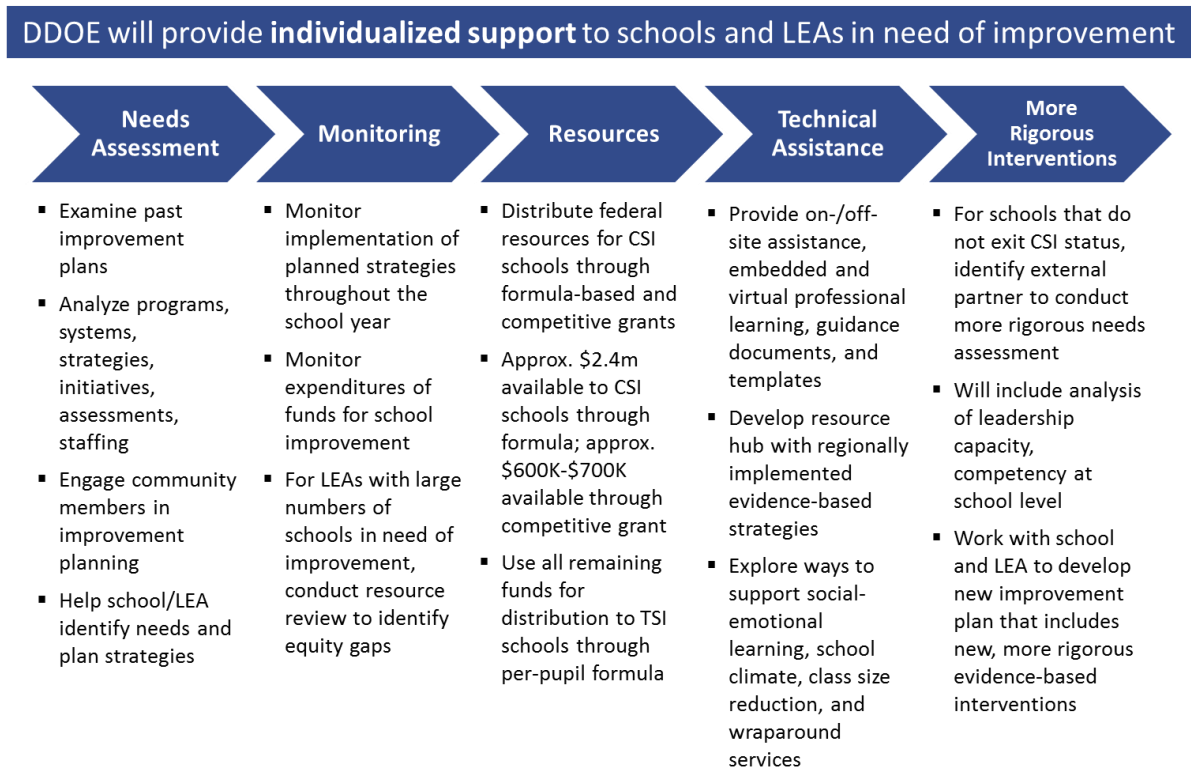 DDOE will provide individualized support to schools and LEAs in need of improvement
Needs
Assessment
▪ Examine past
improvement
plans
▪ Analyze programs,
systems,
strategies,
initiatives,
assessments,
staffing
▪ Engage community
members in
improvement
planning
▪ Help school/LEA
identify needs and
plan strategies
Monitoring
▪ Monitor
implementation of
planned strategies
throughout the
school year
▪ Monitor
expenditures of
funds for school
improvement
▪ For LEAs with large
numbers of
schools in need of
improvement,
conduct resource
review to identify
equity gaps
Resources
▪ Distribute federal
resources for CSI
schools through
formula-based and
competitive grants
▪ Approx. $2.4m
available to CSI
schools through
formula; approx.
$600K-$700K
available through
competitive grant
▪ Use all remaining
funds for
distribution to TSI
schools through
per-pupil formula
Technical
Assistance
▪ Provide on-/off-
site assistance,
embedded and
virtual professional
learning, guidance
documents, and
templates
▪ Develop resource
hub with regionally
implemented
evidence-based
strategies
▪ Explore ways to
support social-
emotional
learning, school
climate, class size
reduction, and
wraparound
services
More
Rigorous
Interventions
▪ For schools that do
not exit CSI status,
identify external
partner to conduct
more rigorous needs
assessment
▪ Will include analysis
of leadership
capacity,
competency at
school level
▪ Work with school
and LEA to develop
new improvement
plan that includes
new, more rigorous
evidence-based
interventions